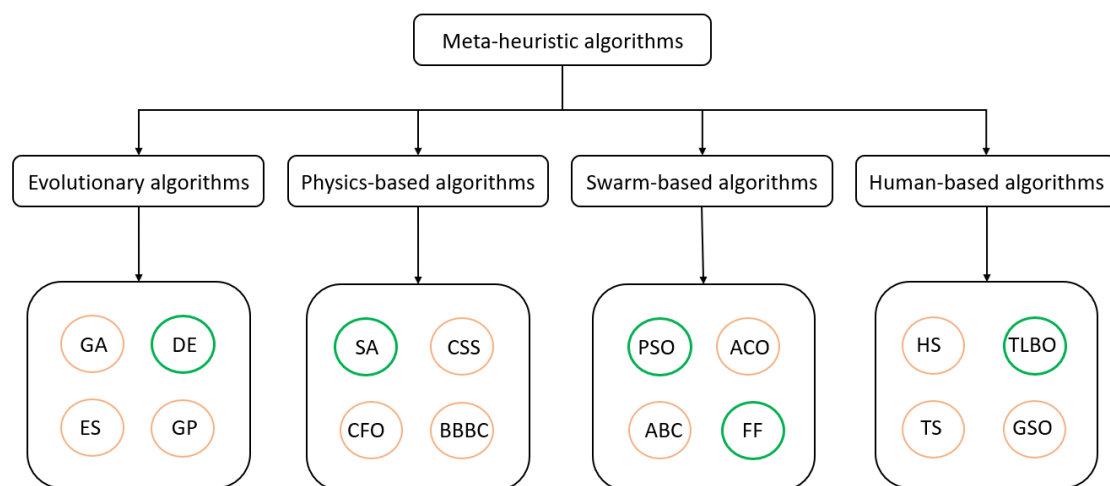 Meta-heuristic algorithms
Evolutionary algorithms
Physics-based algorithms
Swarm-based algorithms
Human-based algorithms
GA
DE
ES
GP
SA
CSS
CFO
BBBC
PSO
ACO
ABC
FF
HS
TLBO
TS
GSO